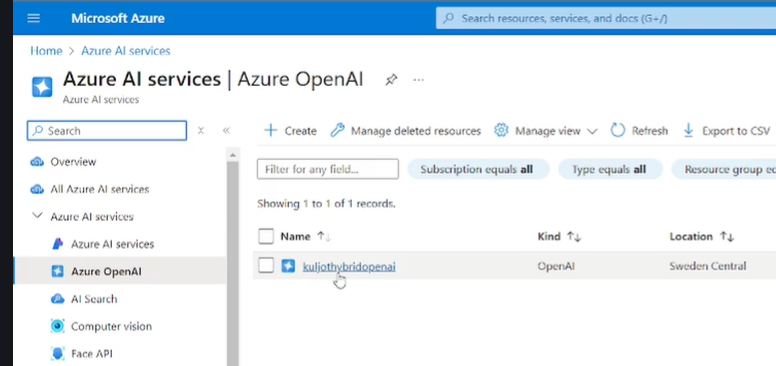 Microsoft Azure
Search resources, services, and docs (G+/)
Home > Azure AI services
Azure AI services | Azure OpenAI
Azure AI services
Search
Create Manage deleted resources Manage view Refresh Export to CSV
Overview
All Azure AI services
Azure AI services
Azure AI services
Azure OpenAI
AI Search
Computer vision
Face API
Filter for any field... Subscription equals all Type equals all Resource group
Showing 1 to 1 of 1 records.
Name Kind Location
kuljothybridopenai OpenAI Sweden Central